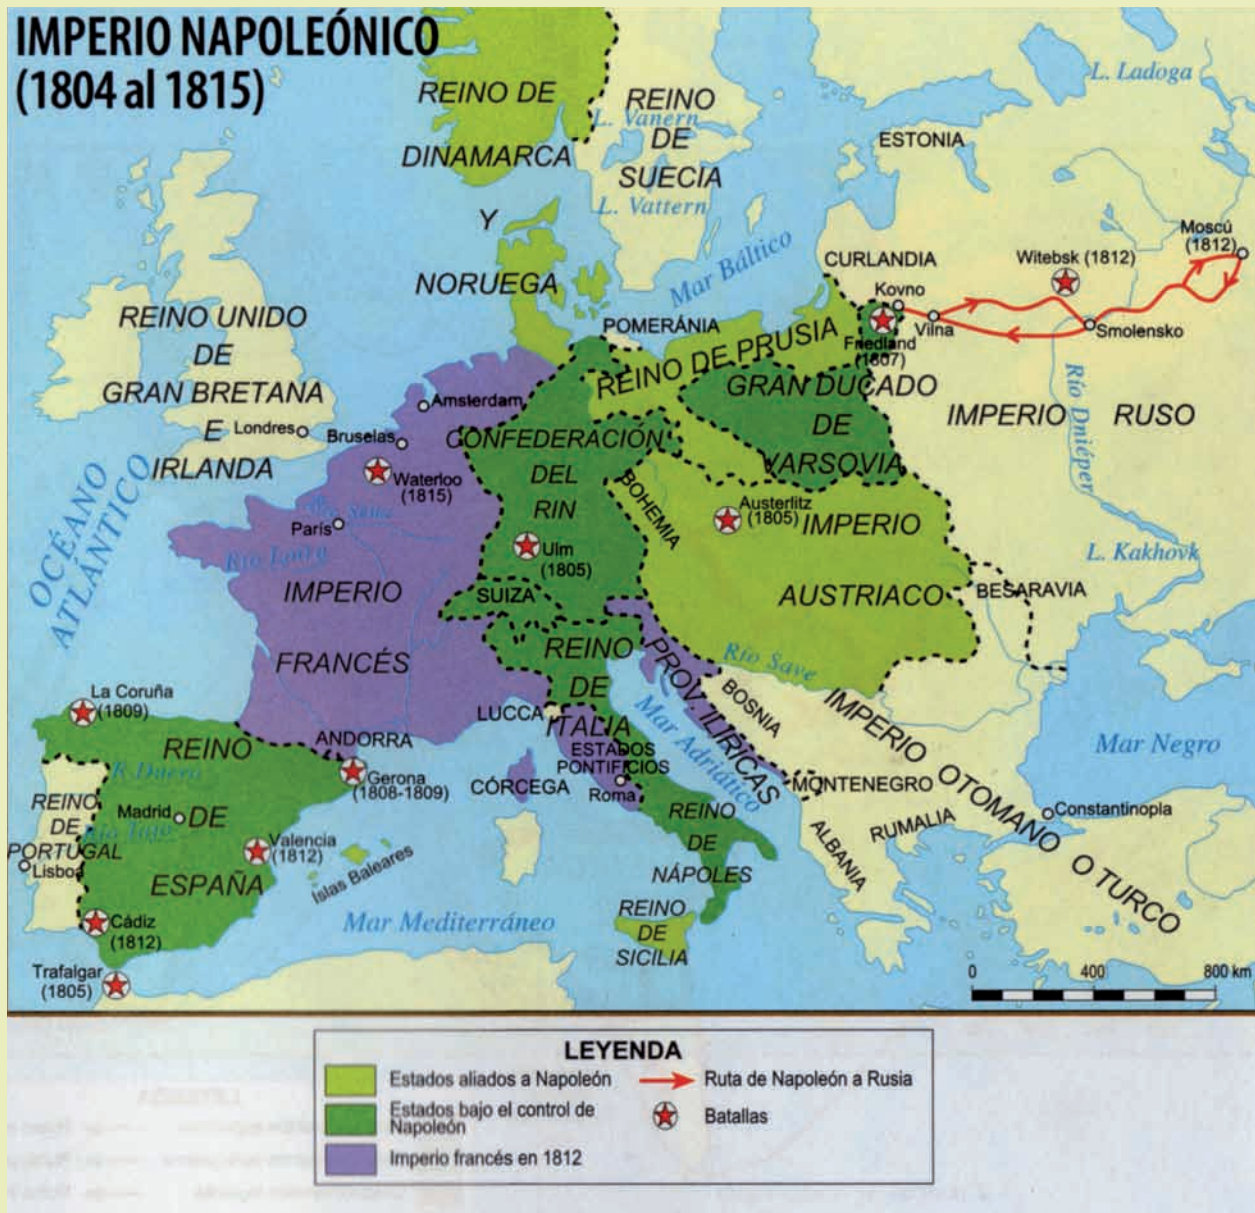 IMPERIO NAPOLEÓNICO
(1804 al 1815)
REINO DE
DINAMARCA
Y
NORUEGA
REINO
DE
SUECIA
L. Vanern
L. Vattern
L. Ladoga
ESTONIA
Mar Báltico
CURLANDIA
Moscú
(1812)
Witebsk (1812)
Kovno
Vilna
Smolensko
Friedland
(1807)
POMERÁNIA
REINO DE PRUSIA
GRAN DUCADO
DE
VARSOVIA
IMPERIO RUSO
Río Dniéper
L. Kakhovk
REINO UNIDO
DE
GRAN BRETANA
E
IRLANDA
Londres
Amsterdam
Bruselas
Waterloo
(1815)
OCÉANO
ATLÁNTICO
París
Río Sena
Río Loire
IMPERIO
FRANCÉS
CONFEDERACIÓN
DEL
RIN
Ulm
(1805)
SUIZA
BOHEMIA
Austerlitz
(1805)
IMPERIO
AUSTRIACO
BESARAVIA
Río Save
REINO
DE
ITALIA
PROV. ILIRICAS
BOSNIA
IMPERIO OTOMANO O TURCO
Mar Negro
Mar Adriático
MONTENEGRO
ALBANIA
RUMALIA
Constantinopla
LUCCA
ESTADOS
PONTIFICIOS
Roma
CÓRCEGA
ANDORRA
La Coruña
(1809)
REINO
DE
ESPAÑA
R.Duero
Madrid
Río Tajo
Gerona
(1808-1809)
Valencia
(1812)
Islas Baleares
REINO
DE
PORTUGAL
Lisboa
Cádiz
(1812)
Trafalgar
(1805)
Mar Mediterráneo
REINO
DE
NÁPOLES
REINO
DE
SICILIA
0 400 800 km
LEYENDA
Estados aliados a Napoleón
Estados bajo el control de
Napoleón
Imperio francés en 1812
Ruta de Napoleón a Rusia
Batallas